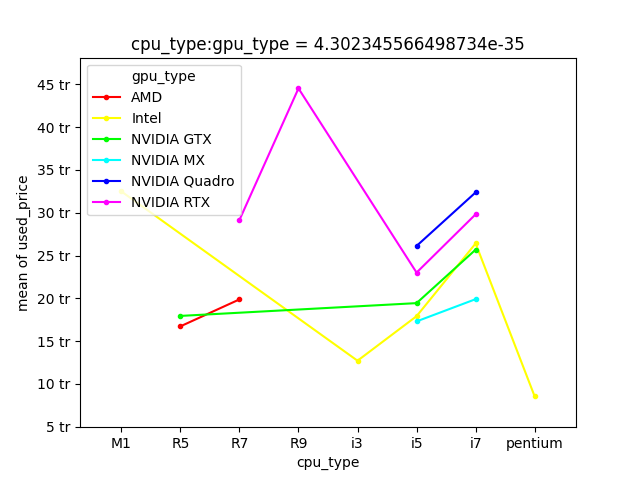 cpu_type:gpu_type = 4.302345566498734e-35
gpu_type
AMD
Intel
NVIDIA GTX
NVIDIA MX
NVIDIA Quadro
NVIDIA RTX
45 tr
40 tr
35 tr
30 tr
25 tr
20 tr
15 tr
10 tr
5 tr
mean of used_price
M1 R5 R7 R9 i3 i5 i7 pentium
cpu_type